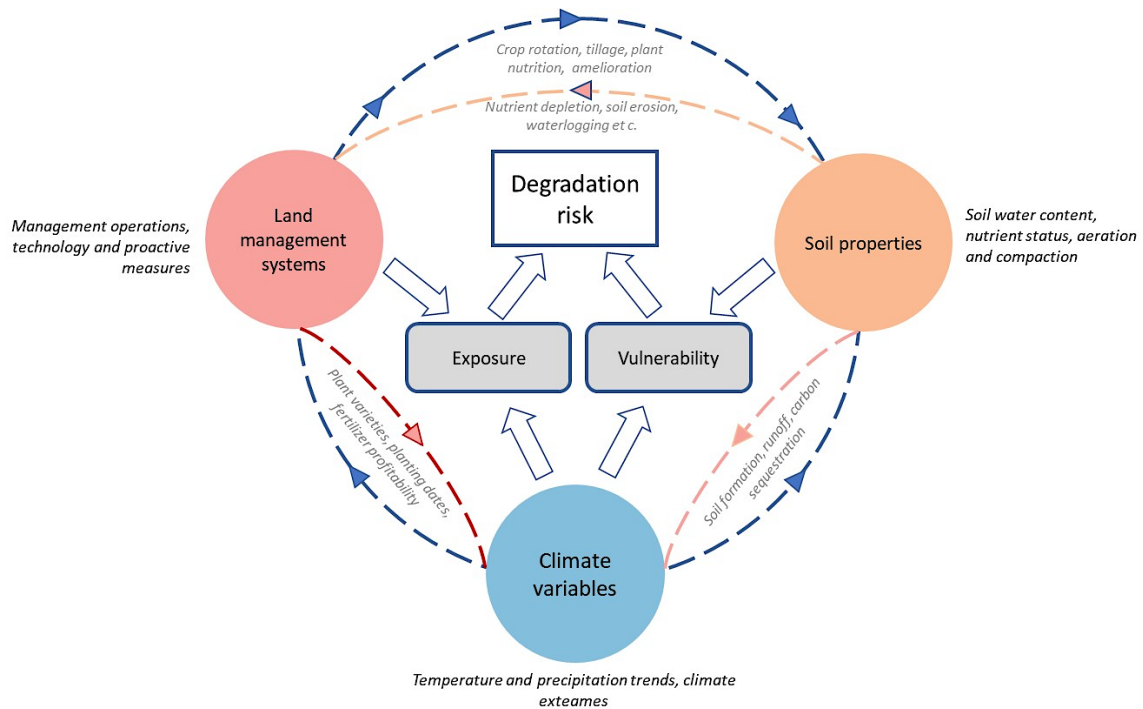 Crop rotation, tillage, plant
nutrition, amelioration
Nutrient depletion, soil erosion,
waterlogging et c.
Degradation
risk
Land
management
systems
Soil properties
Management operations,
technology and proactive
measures
Soil water content,
nutrient status, aeration
and compaction
Exposure
Vulnerability
Plant varieties, planting dates,
fertilizer profitability
Soil formation, runoff, carbon
sequestration
Climate
variables
Temperature and precipitation trends, climate
exteames